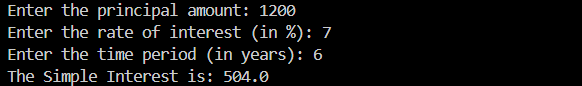 Enter the principal amount: 1200
Enter the rate of interest (in %): 7
Enter the time period (in years): 6
The Simple Interest is: 504.0